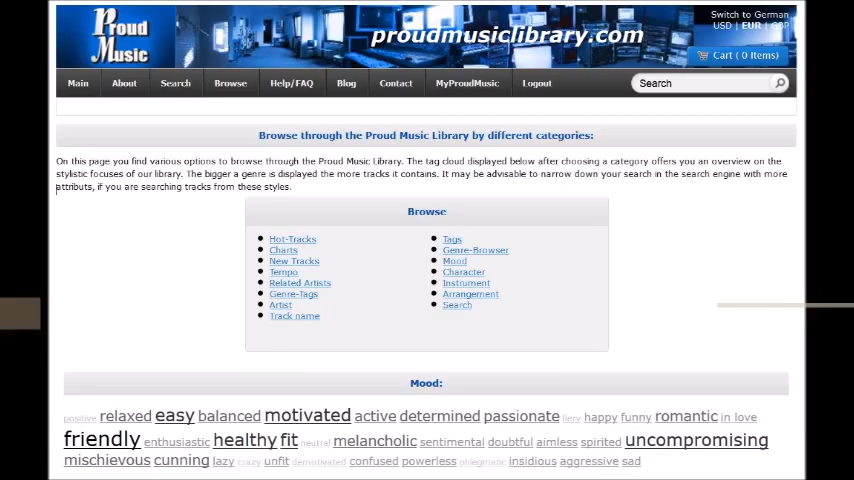 Proud
Music
proudmusiclibrary.com
Switch to German
USD | EUR | GBP
Cart ( 0 Items)
Main About Search Browse Help/FAQ Blog Contact MyProudMusic Logout Search
Browse through the Proud Music Library by different categories:
On this page you find various options to browse through the Proud Music Library. The tag cloud displayed below after choosing a category offers you an overview on the
stylistic focuses of our library. The bigger a genre is displayed the more tracks it contains. It may be advisable to narrow down your search in the search engine with more
attributes, if you are searching tracks from these styles.
Browse
Hot-Tracks
Charts
New Tracks
Tempo
Related Artists
Genre-Tags
Artist
Track name
Tags
Genre-Browser
Mood
Character
Instrument
Arrangement
Search
Mood:
positive relaxed easy balanced motivated active determined passionate fiery happy funny romantic in love
friendly enthusiastic healthy fit neutral melancholic sentimental doubtful aimless spirited uncompromising
mischievous cunning lazy crazy unfit demotivated confused powerless phlegmatic insidious aggressive sad